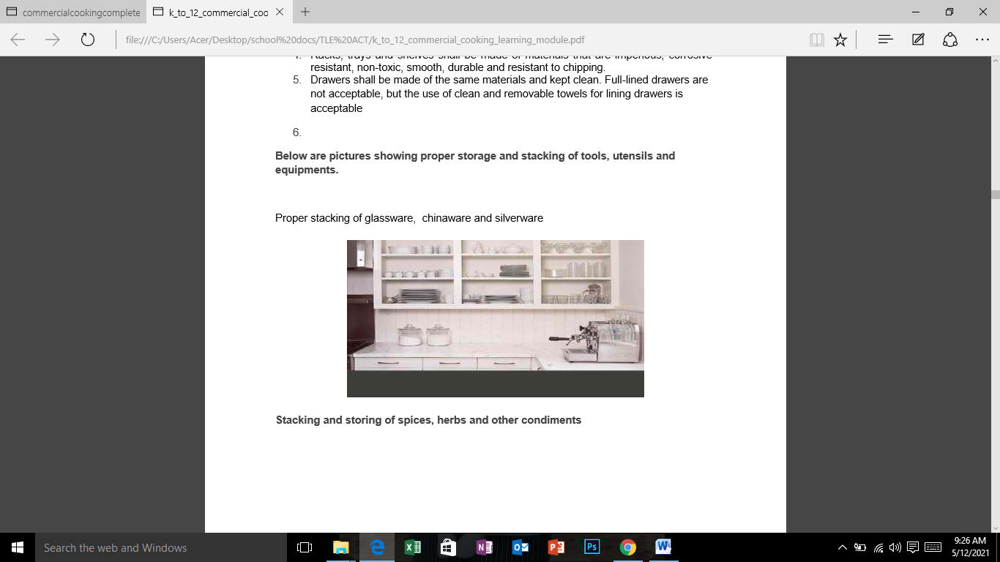 commercialcookingcomplete
k_to_12_commercial_coo
file:///C:/Users/Acer/Desktop/school%20docs/TLE%20ACT/k_to_12_commercial_cooking_learning_module.pdf
4. Racks, trays and shelves shall be made of materials that are imperious, corrosive
resistant, non-toxic, smooth, durable and resistant to chipping.
5. Drawers shall be made of the same materials and kept clean. Full-lined drawers are
not acceptable, but the use of clean and removable towels for lining drawers is
acceptable
6.
Below are pictures showing proper storage and stacking of tools, utensils and
equipments.
Proper stacking of glassware, chinaware and silverware
Stacking and storing of spices, herbs and other condiments
Search the web and Windows
9:26 AM
5/12/2021